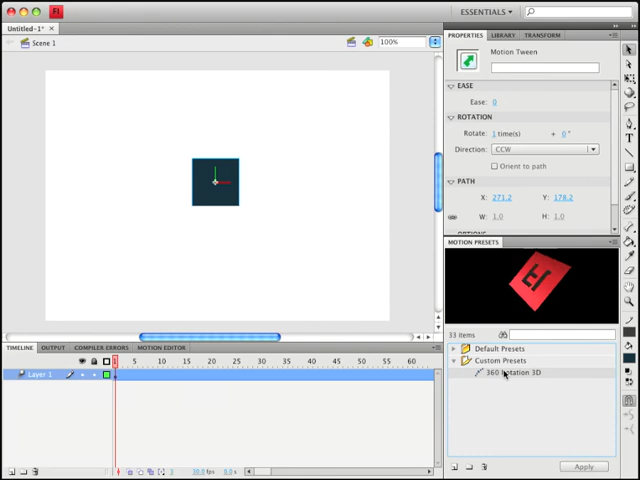 Fl
ESSENTIALS
Untitled-1*
Scene 1
100%
PROPERTIES LIBRARY TRANSFORM
Motion Tween
EASE
Ease: 0
ROTATION
Rotate: 1 time(s) + 0°
Direction: CCW
Orient to path
PATH
X: 271.2 Y: 178.2
W: 1.0 H: 1.0
OPTIONS
MOTION PRESETS
Fl
33 items
Default Presets
Custom Presets
360 Rotation 3D
Apply
TIMELINE OUTPUT COMPILER ERRORS MOTION EDITOR
1 5 10 15 20 25 30 35 40 45 50 55 60
Layer 1
1 30.0 fps 0.0 s
T